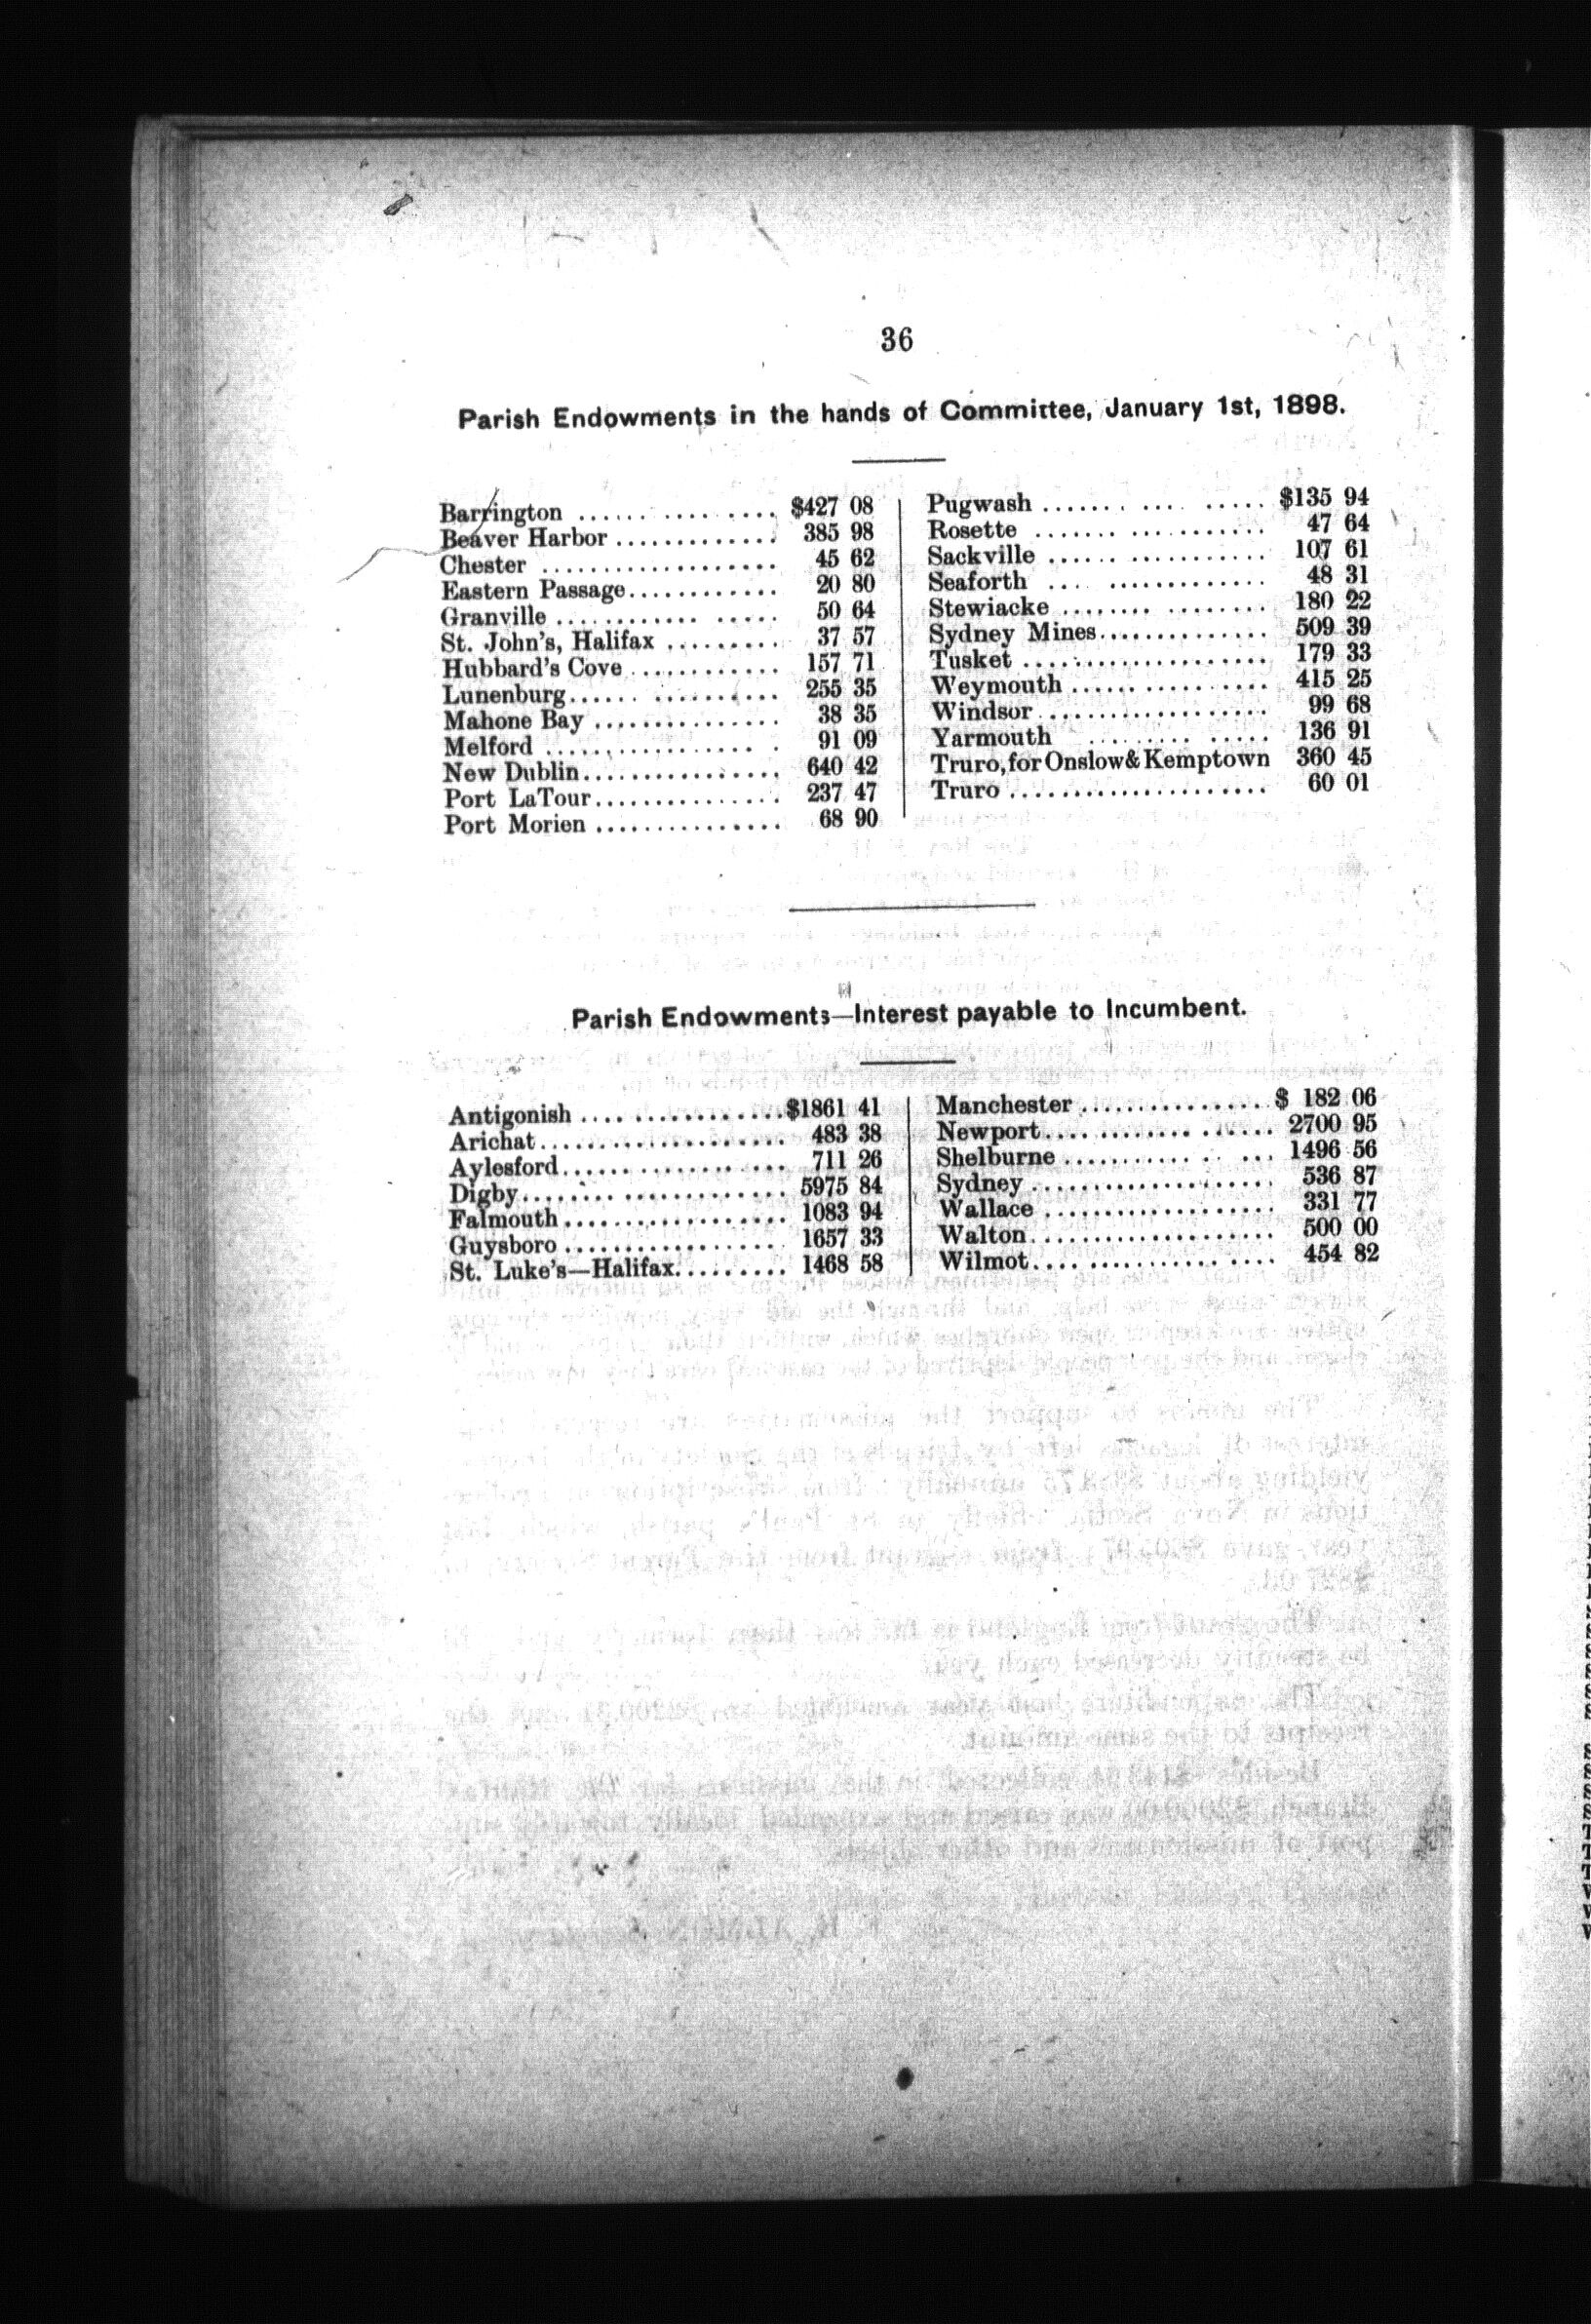 36
Parish Endowments in the hands of Committee, January 1st, 1898.
Barrington .................... $427 08
Beaver Harbor ............. 385 98
Chester ................... 45 62
Eastern Passage............ 20 80
Granville ................. 50 64
St. John's, Halifax ......... 37 57
Hubbard's Cove ............ 157 71
Lunenburg................. 255 35
Mahone Bay ............... 38 35
Melford ................... 91 09
New Dublin................ 640 42
Port LaTour............... 237 47
Port Morien ............... 68 90
Pugwash .................. $135 94
Rosette ................... 47 64
Sackville .................. 107 61
Seaforth .................. 48 31
Stewiacke ................ 180 22
Sydney Mines.............. 509 39
Tusket .................... 179 33
Weymouth ................ 415 25
Windsor................... 99 68
Yarmouth ............... 136 91
Truro, for Onslow & Kemptown 360 45
Truro ..................... 60 01
Parish Endowments—Interest payable to Incumbent.
Antigonish .................$1861 41
Arichat.................... 483 38
Aylesford.................. 711 26
Digby...................... 5975 84
Falmouth.................. 1083 94
Guysboro .................. 1657 33
St. Luke's—Halifax......... 1468 58
Manchester ................ $ 182 06
Newport................... 2700 95
Shelburne ................ 1496 56
Sydney .................... 536 87
Wallace ................... 331 77
Walton.................... 500 00
Wilmot.................... 454 82